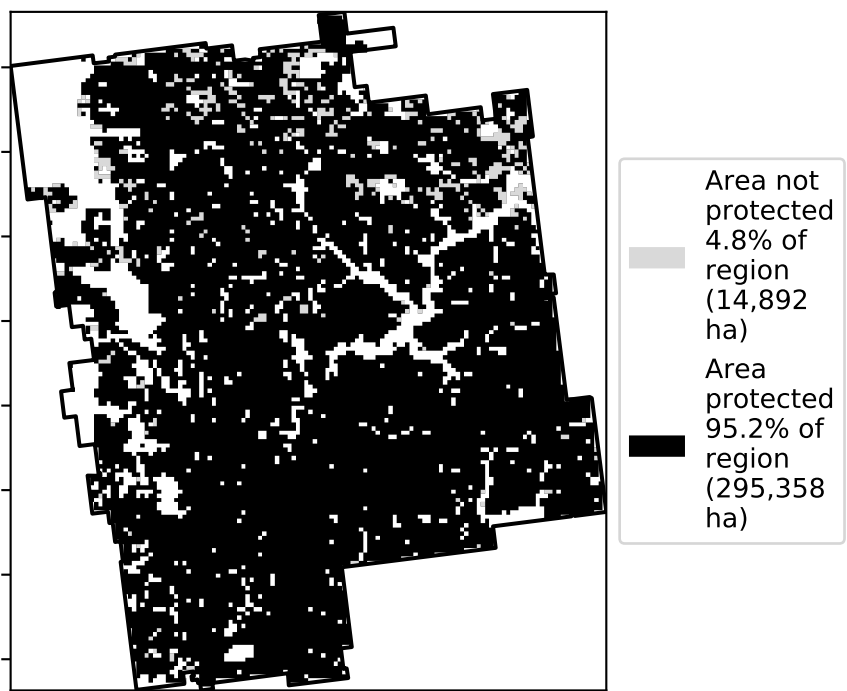 Area not
protected
4.8% of
region
(14,892
ha)
Area
protected
95.2% of
region
(295,358
ha)